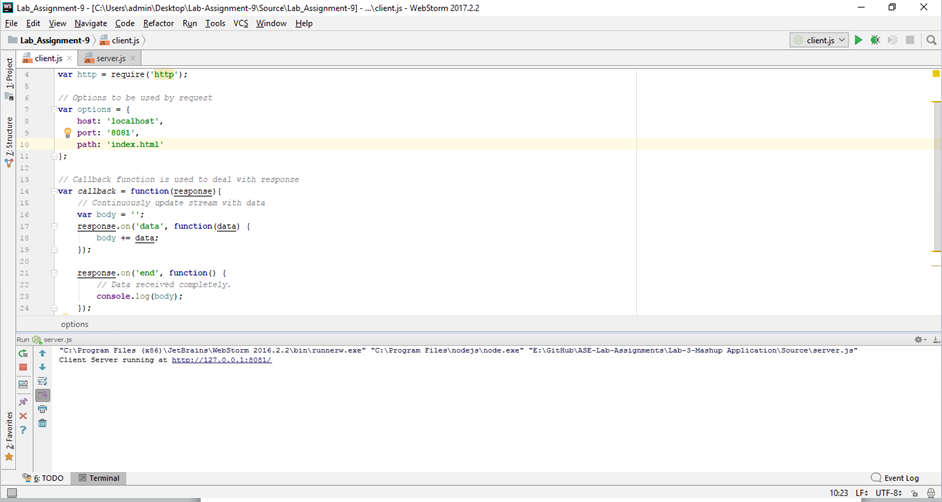 Lab_Assignment-9 - [C:\Users\admin\Desktop\Lab-Assignment-9\Source\Lab_Assignment-9] - ...\client.js - WebStorm 2017.2.2
File Edit View Navigate Code Refactor Run Tools VCS Window Help
Lab_Assignment-9 client.js client.js
client.js server.js
1: Project
7: Structure
2: Favorites
4 var http = require('http');
5
6 // Options to be used by request
7 var options = {
8 host: 'localhost',
9 port: '8081',
10 path: 'index.html'
11 };
12
13 // Callback function is used to deal with response
14 var callback = function(response){
15 // Continuously update stream with data
16 var body = '';
17 response.on('data', function(data) {
18 body += data;
19 });
20
21 response.on('end', function() {
22 // Data received completely.
23 console.log(body);
24 });
options
Run server.js
"C:\Program Files (x86)\JetBrains\WebStorm 2016.2.2\bin\runnerw.exe" "C:\Program Files\nodejs\node.exe" "E:\GitHub\ASE-Lab-Assignments\Lab-3-Mashup Application\Source\server.js"
Client Server running at http://127.0.0.1:8081/
6: TODO Terminal Event Log
10:23 LF÷ UTF-8÷